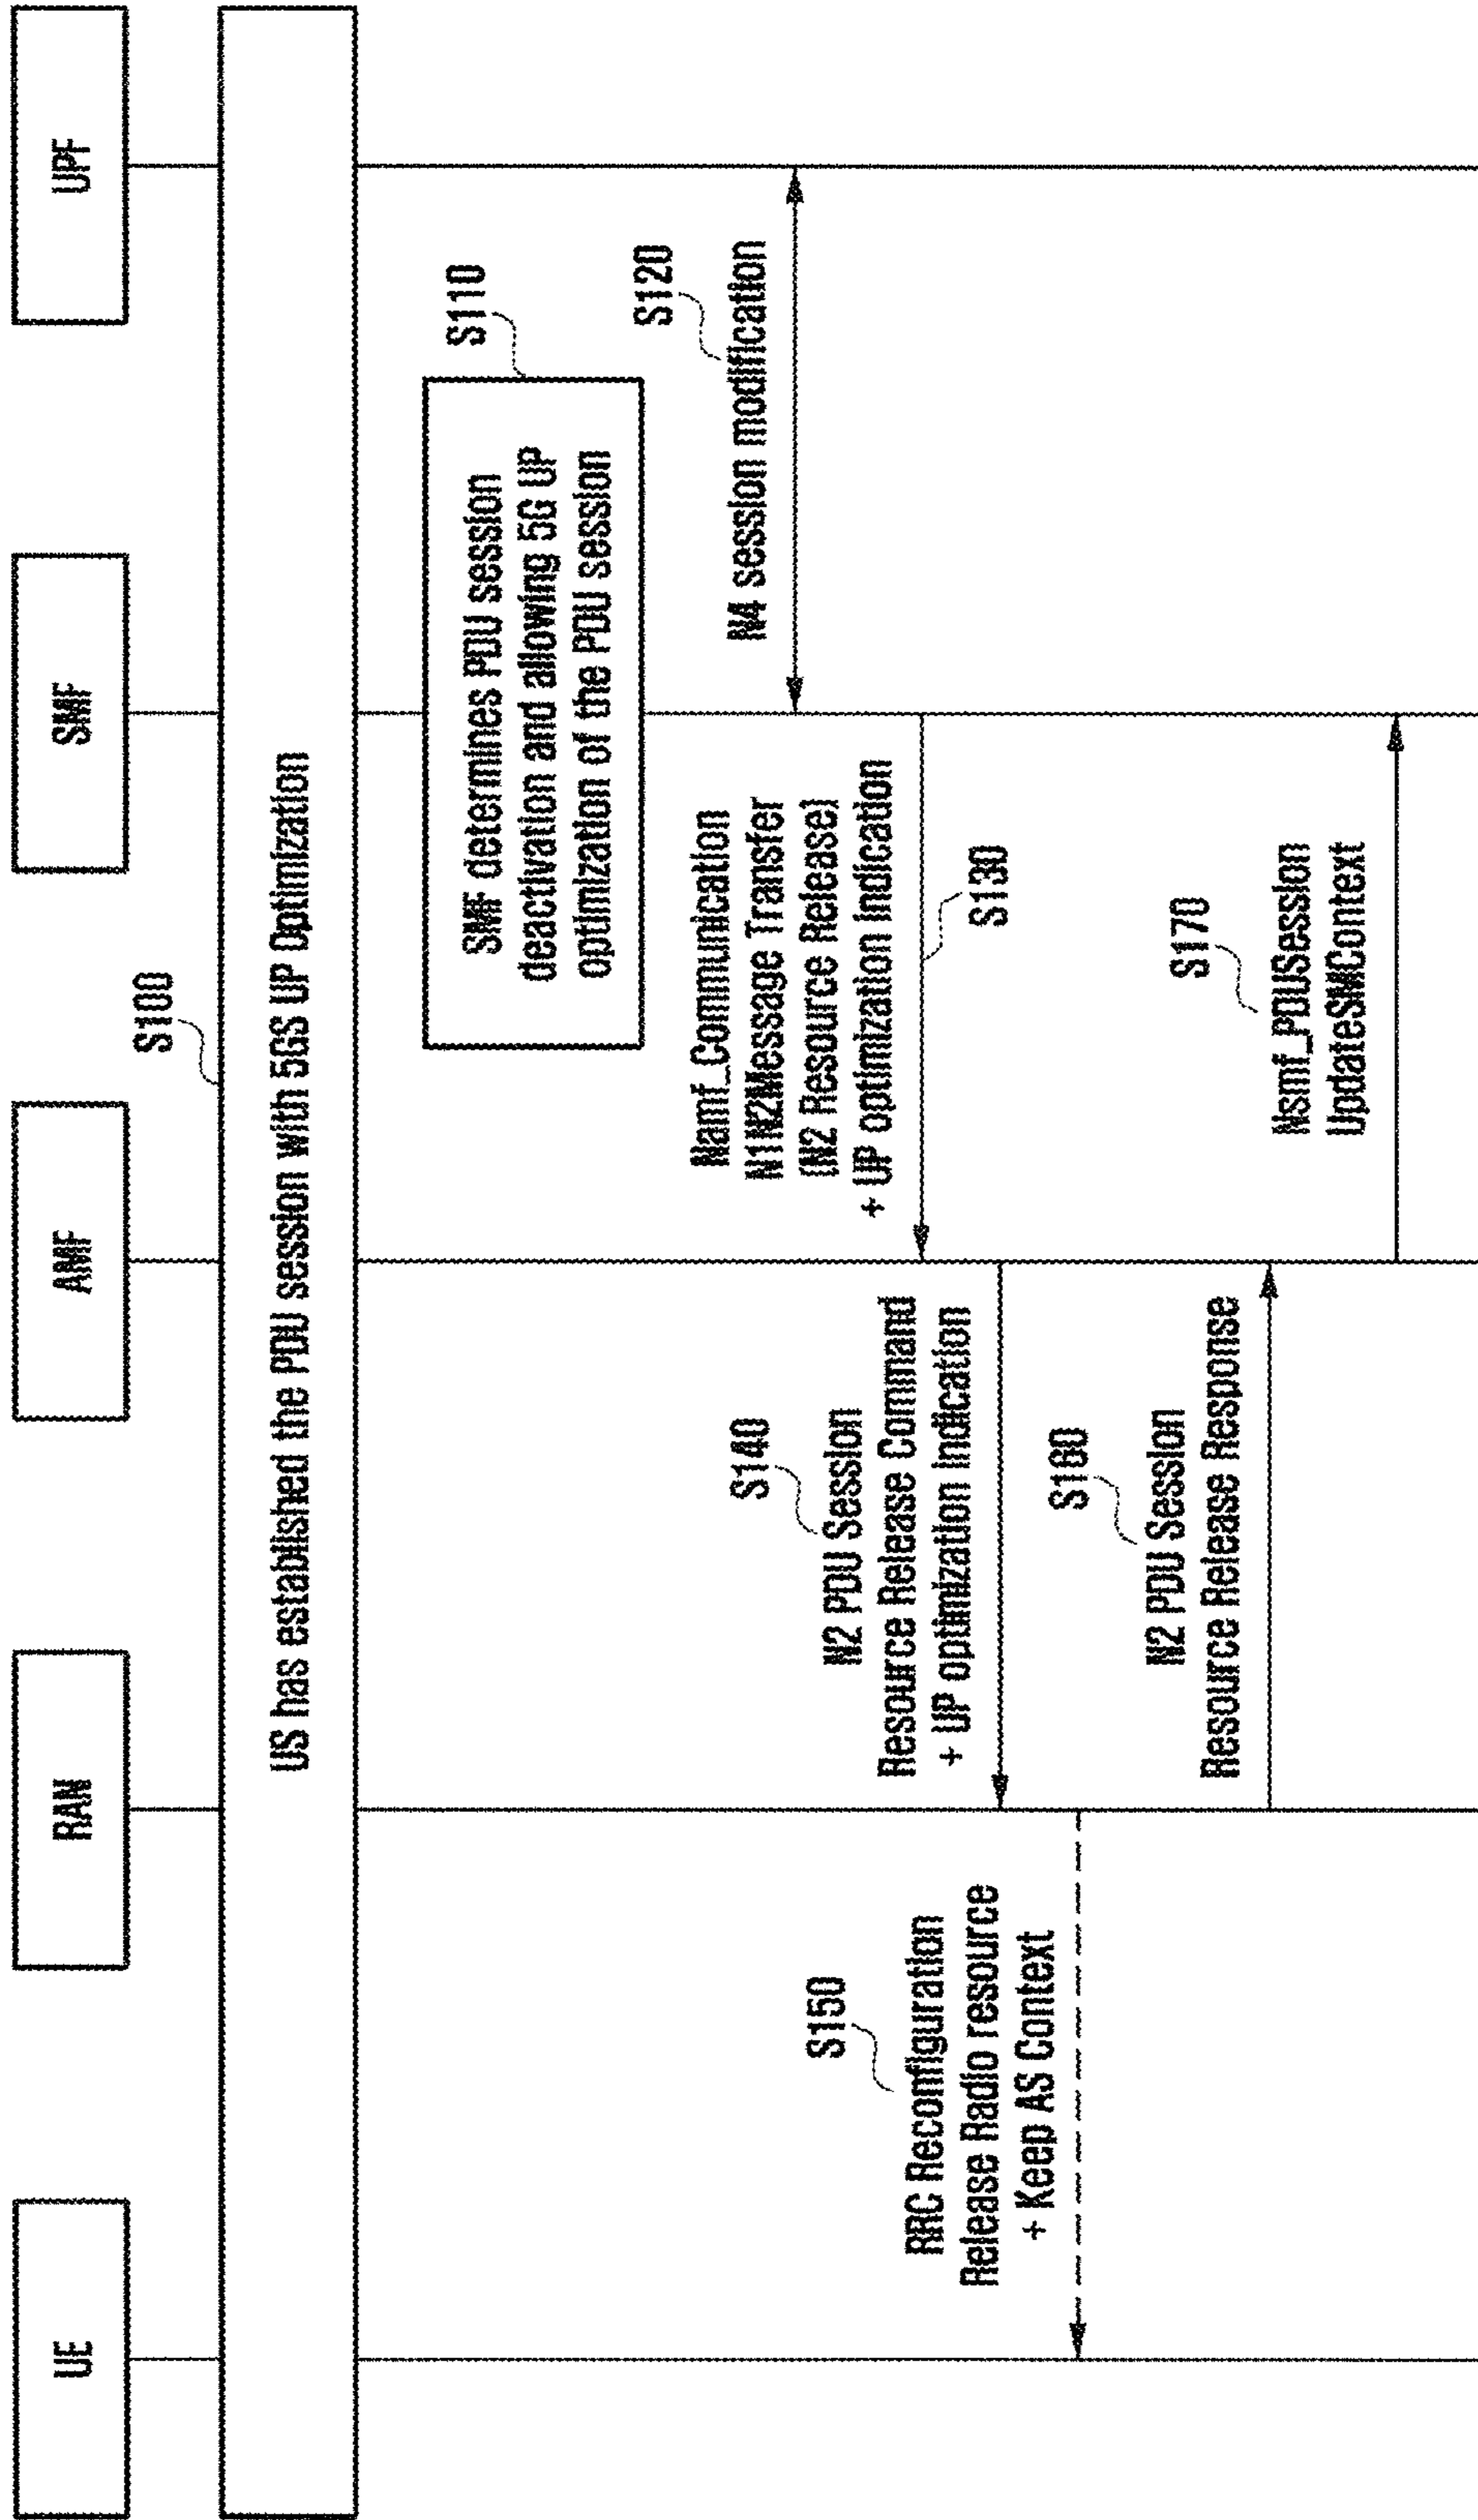 UE
RAN
AMF
SMF
UPF
S100
US has established the PDU session with 5GS UP Optimization
S110
SMF determines PDU session
deactivation and allowing 5G UP
optimization of the PDU session
S120
N4 session modification
Namf_Communication
N1N2Message Transfer
(N2 Resource Release)
+ UP optimization indication
S130
S140
N2 PDU Session
Resource Release Command
+ UP optimization indication
S150
RRC Reconfiguration
Release Radio resource
+ Keep AS Context
S160
N2 PDU Session
Resource Release Response
S170
Nsmf_PDUSession
UpdateSMContext